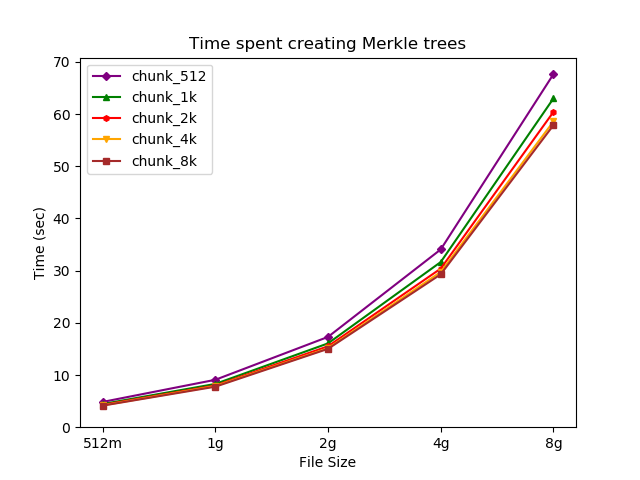 Time spent creating Merkle trees
chunk_512
chunk_1k
chunk_2k
chunk_4k
chunk_8k
Time (sec)
70
60
50
40
30
20
10
0
512m 1g 2g 4g 8g
File Size